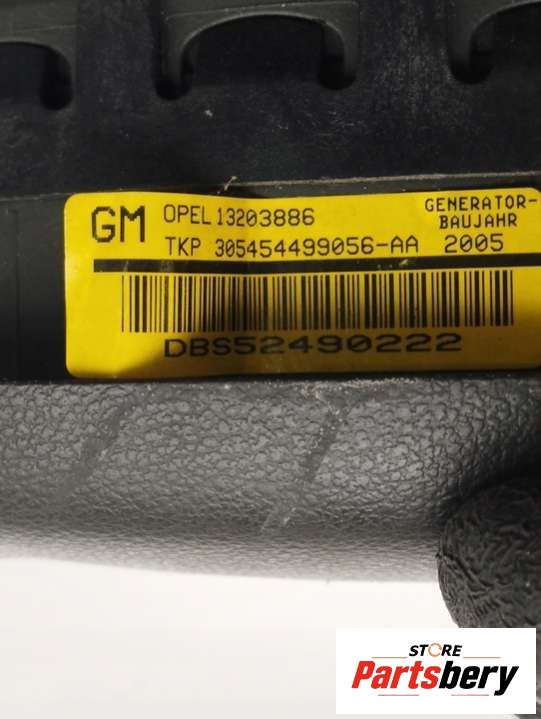 GM OPEL 13203886 GENERATOR-
BAUJAHR
TKP 305454499056-AA 2005
DBS52490222
STORE
Partsbery